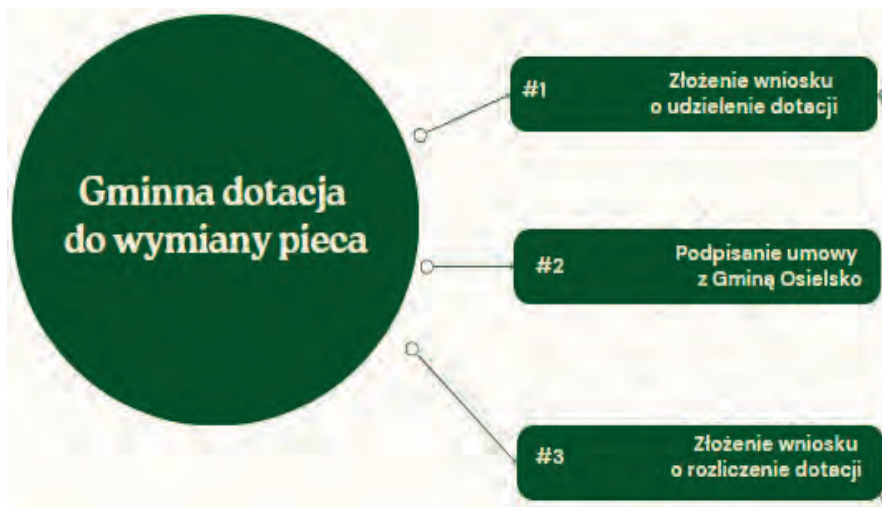 Gminna dotacja
do wymiany pieca
#1
Złożenie wniosku
o udzielenie dotacji
#2
Podpisanie umowy
z Gminą Osielsko
#3
Złożenie wniosku
o rozliczenie dotacji